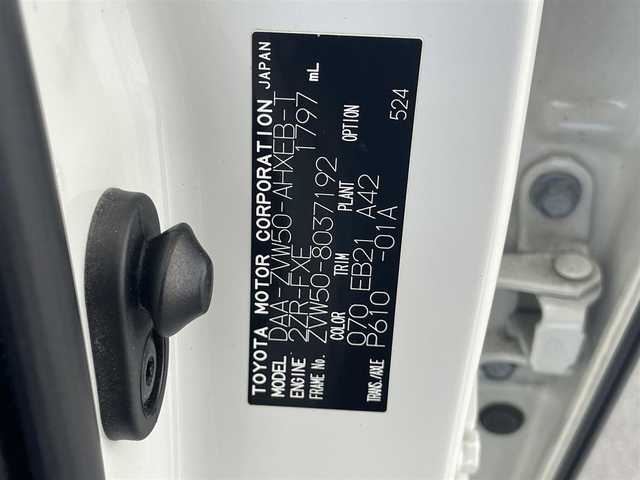 TOYOTA MOTOR CORPORATION JAPAN
MODEL DAA-ZVW50-AHXEB-T
ENGINE 2ZR-FXE 1797 mL
FRAME No. ZVW50-8037192
COLOR TRIM PLANT OPTION
070 EB21 A42 524
TRANS./AXLE P610 -01A